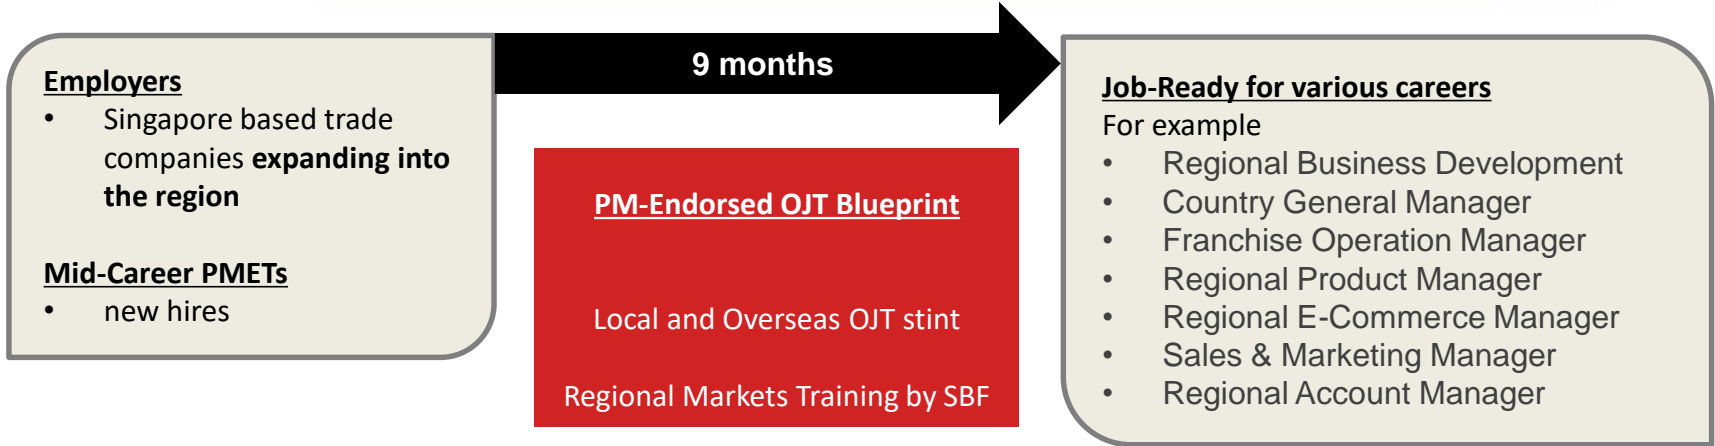 Employers
• Singapore based trade
companies expanding into
the region
Mid-Career PMETs
• new hires
9 months
PM-Endorsed OJT Blueprint
Local and Overseas OJT stint
Regional Markets Training by SBF
Job-Ready for various careers
For example
• Regional Business Development
• Country General Manager
• Franchise Operation Manager
• Regional Product Manager
• Regional E-Commerce Manager
• Sales & Marketing Manager
• Regional Account Manager